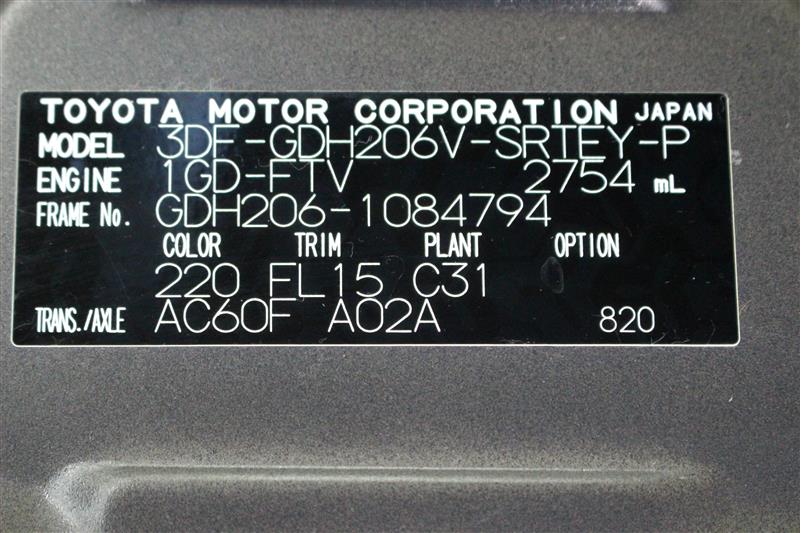 TOYOTA MOTOR CORPORATION JAPAN
MODEL 3DF-GDH206V-SRTEY-P
ENGINE 1GD-FTV 2754 mL
FRAME No. GDH206-1084794
COLOR TRIM PLANT OPTION
220 FL15 C31
TRANS./AXLE AC60F A02A 820